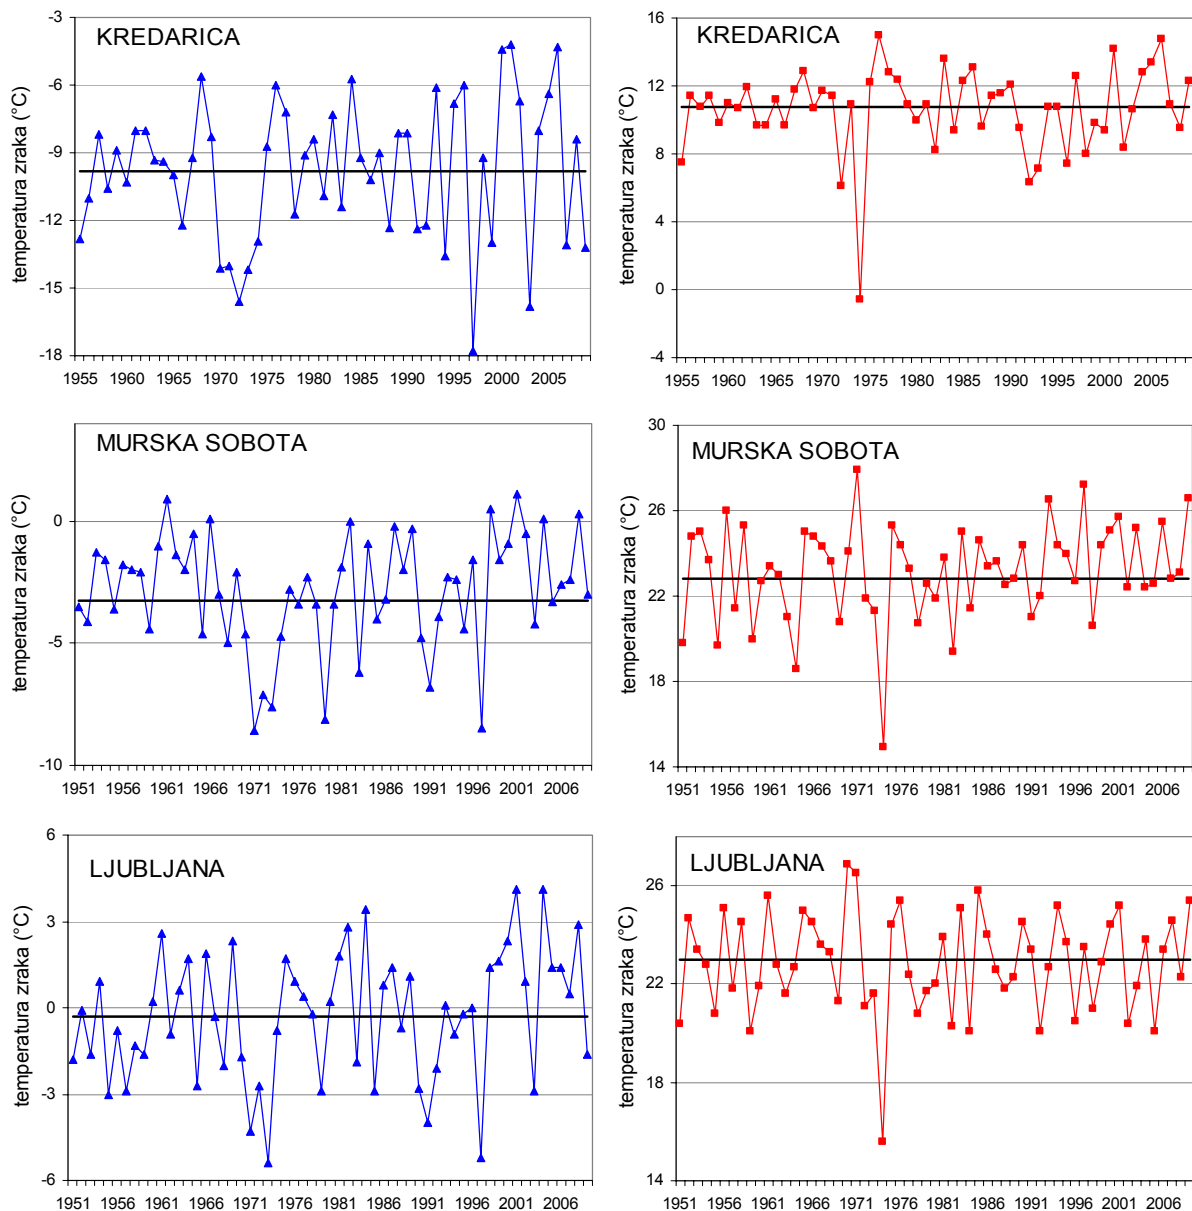 KREDARICA
temperatura zraka (°C)
-3
-6
-9
-12
-15
-18
1955 1960 1965 1970 1975 1980 1985 1990 1995 2000 2005
KREDARICA
temperatura zraka (°C)
16
12
8
4
0
-4
1955 1960 1965 1970 1975 1980 1985 1990 1995 2000 2005
MURSKA SOBOTA
temperatura zraka (°C)
0
-5
-10
1951 1956 1961 1966 1971 1976 1981 1986 1991 1996 2001 2006
MURSKA SOBOTA
temperatura zraka (°C)
30
26
22
18
14
1951 1956 1961 1966 1971 1976 1981 1986 1991 1996 2001 2006
LJUBLJANA
temperatura zraka (°C)
6
3
0
-3
-6
1951 1956 1961 1966 1971 1976 1981 1986 1991 1996 2001 2006
LJUBLJANA
temperatura zraka (°C)
26
22
18
14
1951 1956 1961 1966 1971 1976 1981 1986 1991 1996 2001 2006